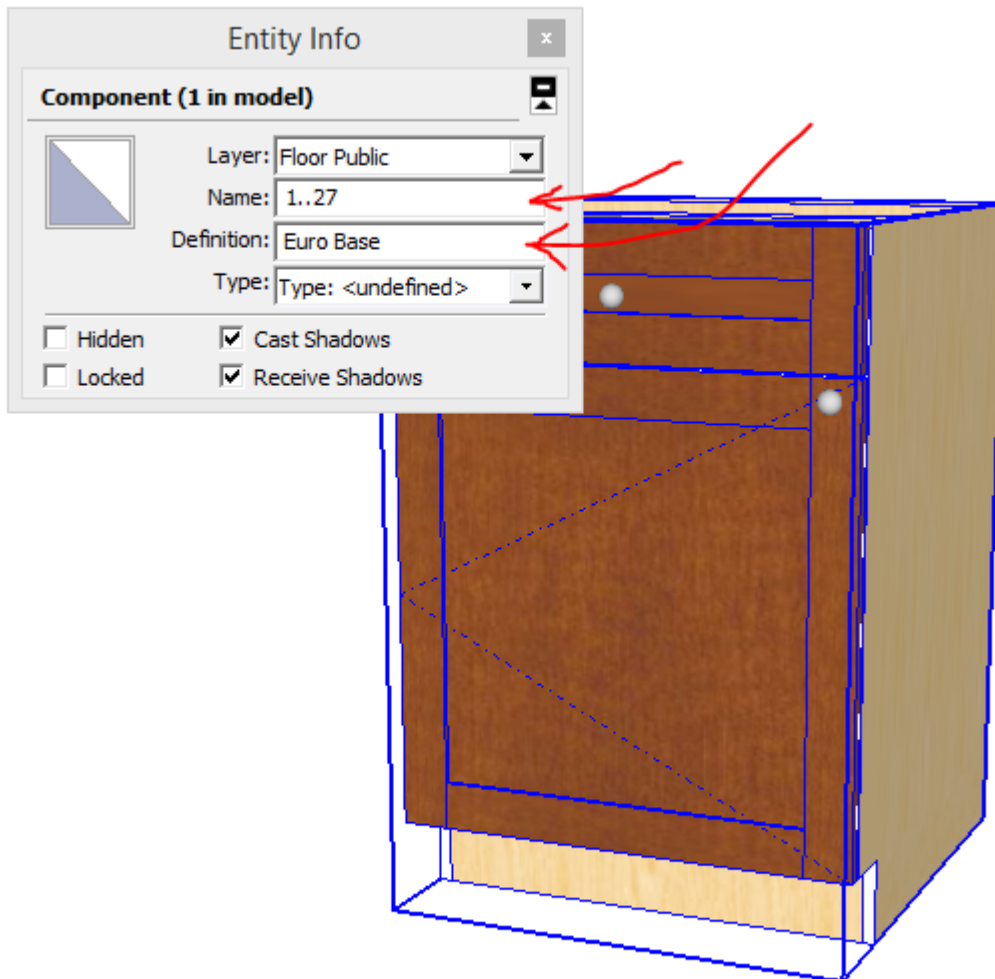 Entity Info
x
Component (1 in model)
Layer: Floor Public
Name: 1..27
Definition: Euro Base
Type: Type: <undefined>
Hidden Cast Shadows
Locked Receive Shadows